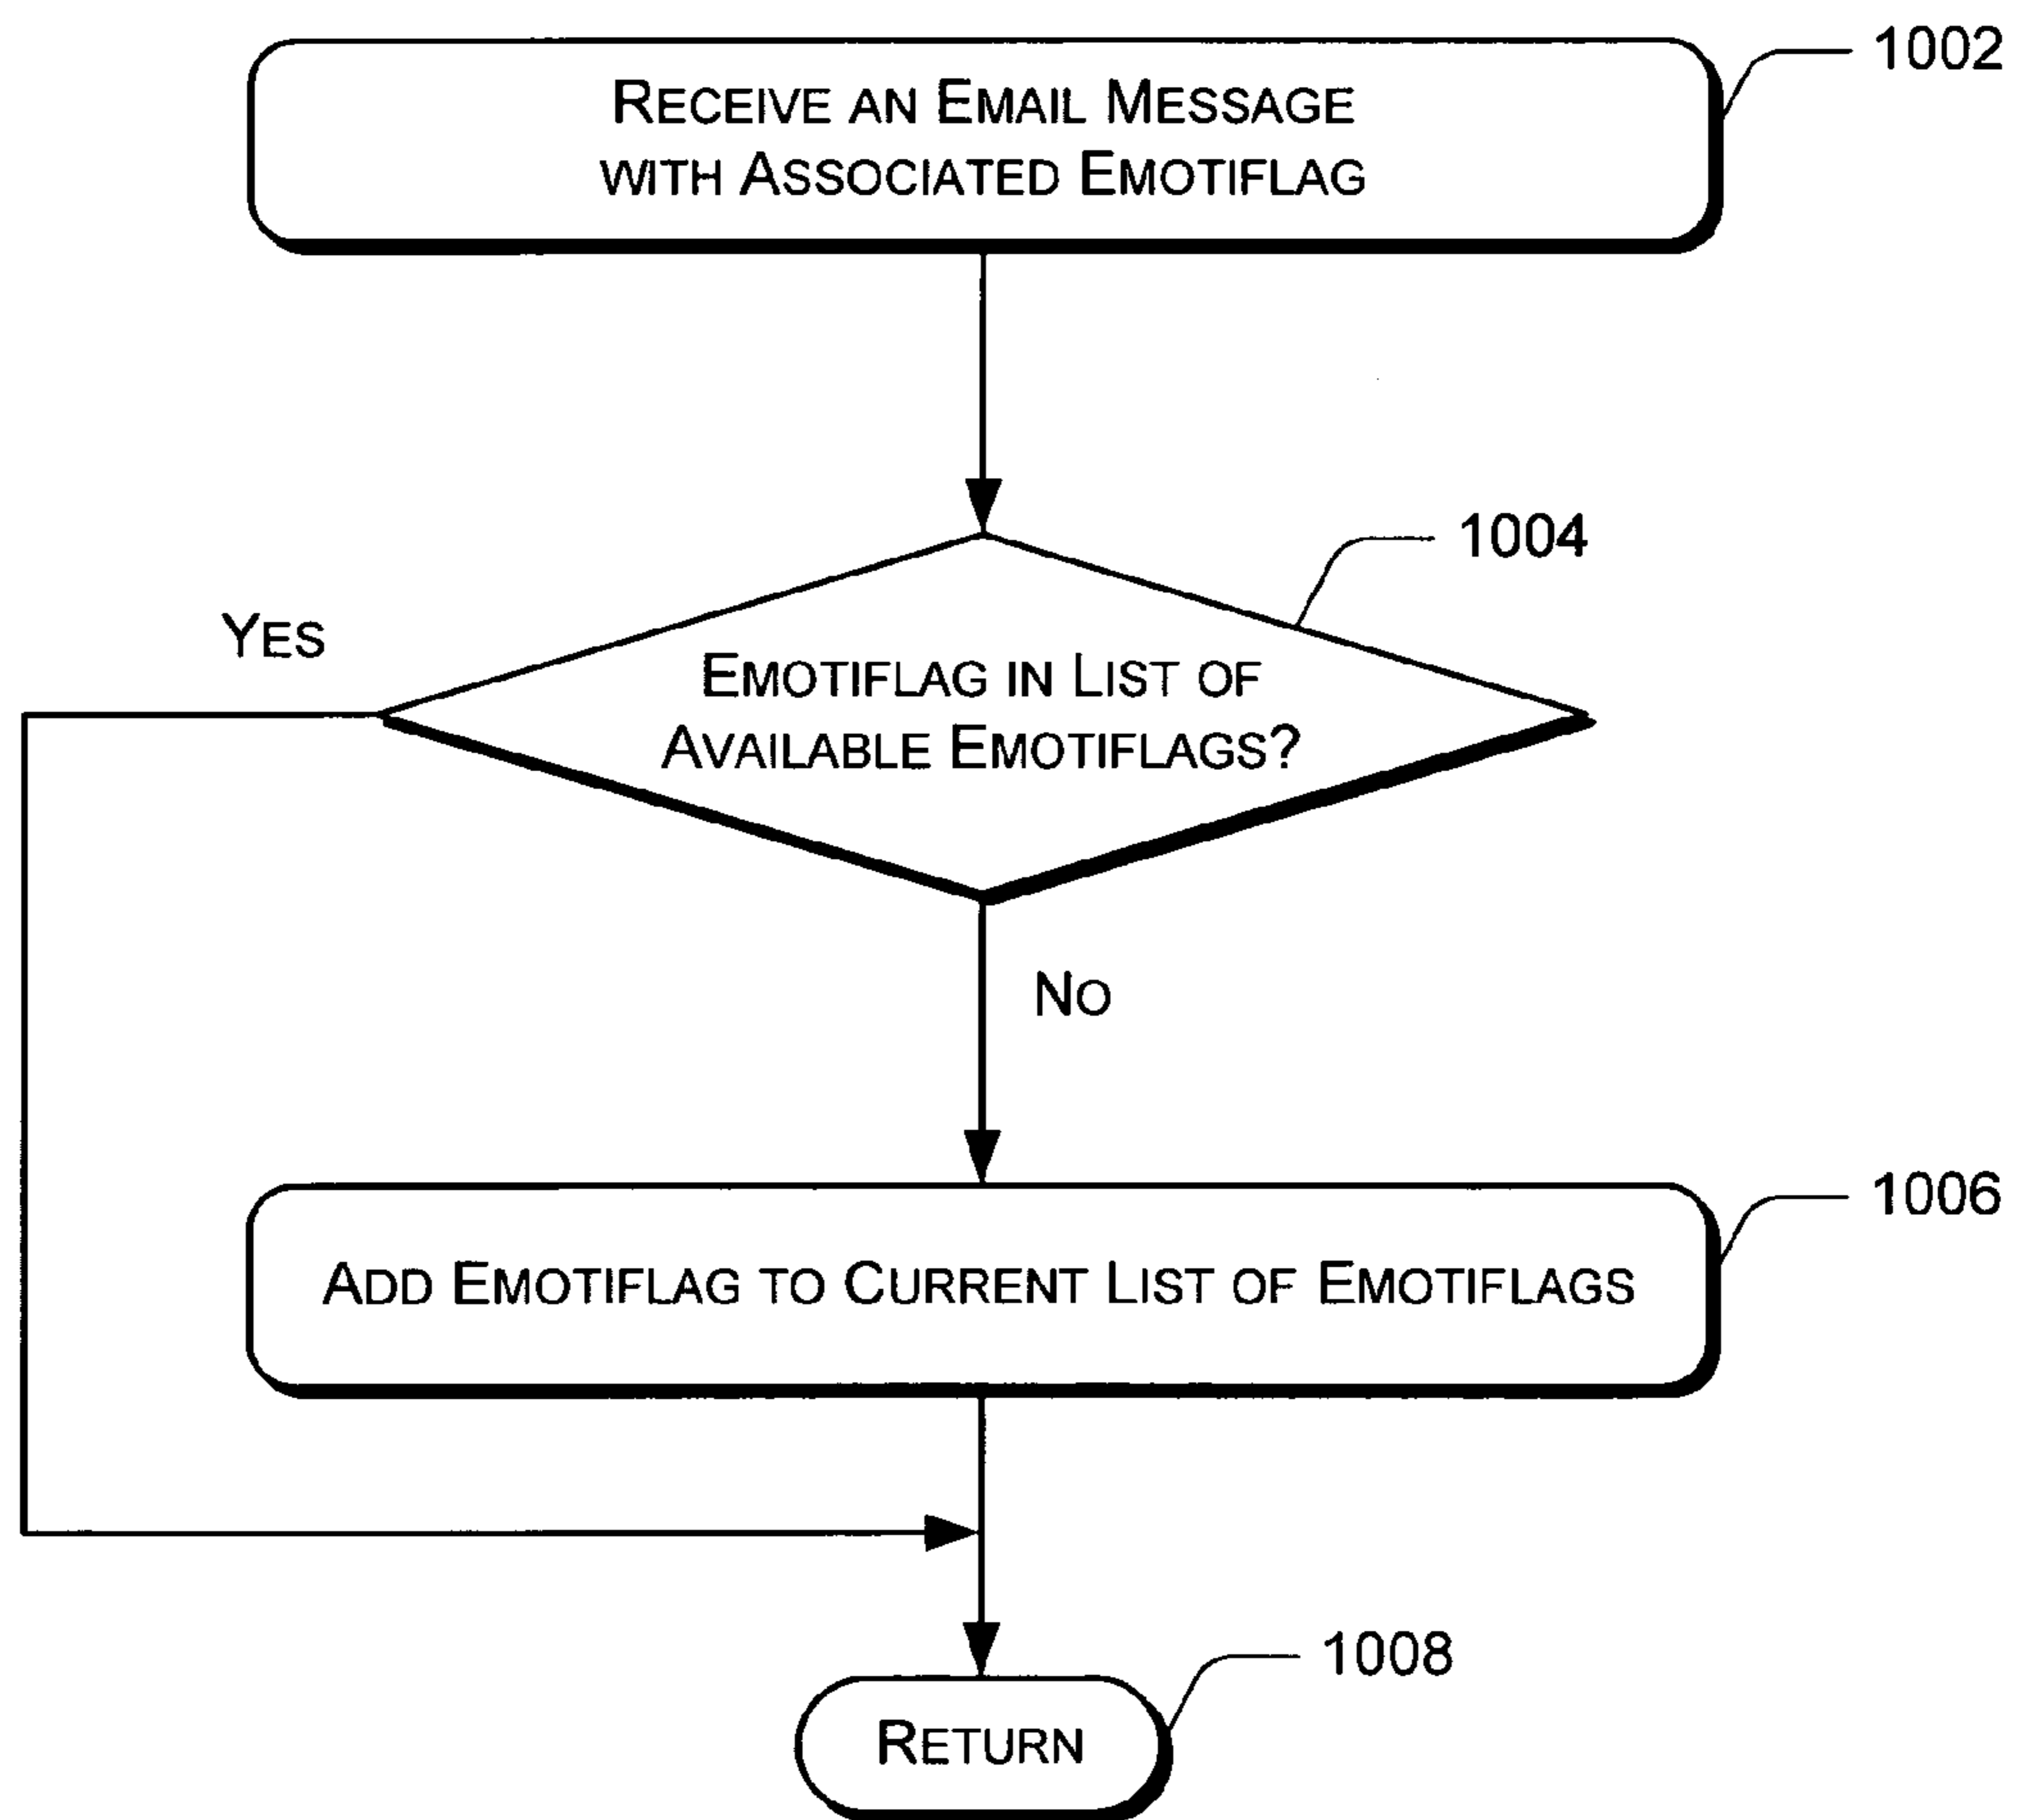 1002
RECEIVE AN EMAIL MESSAGE
WITH ASSOCIATED EMOTIFLAG
1004
YES
EMOTIFLAG IN LIST OF
AVAILABLE EMOTIFLAGS?
NO
1006
ADD EMOTIFLAG TO CURRENT LIST OF EMOTIFLAGS
1008
RETURN